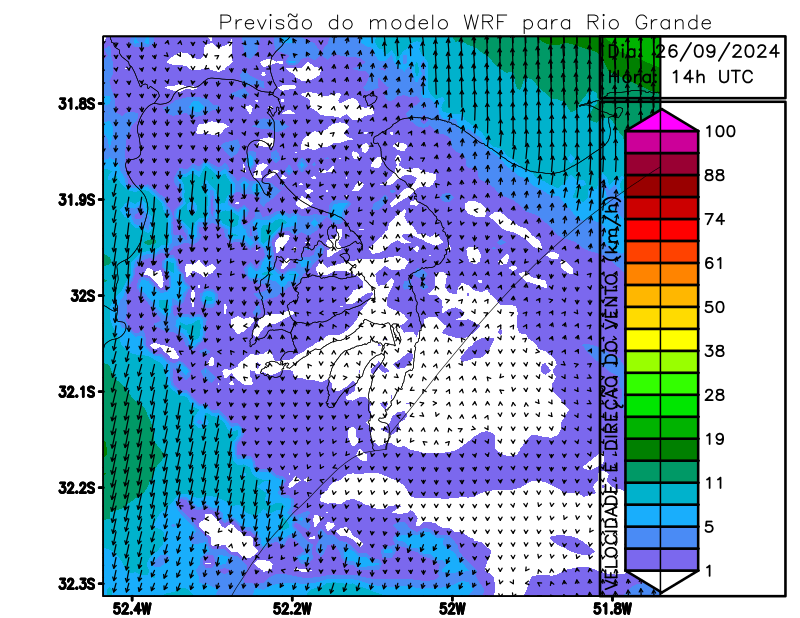 Previsão do modelo WRF para Rio Grande
Dia: 26/09/2024
Hora: 14h UTC
31.8S
31.9S
32S
32.1S
32.2S
32.3S
52.4W
52.2W
52W
51.8W
VELOCIDADE E DIREÇÃO DO VENTO (km/h)
100
88
74
61
50
38
28
19
11
5
1